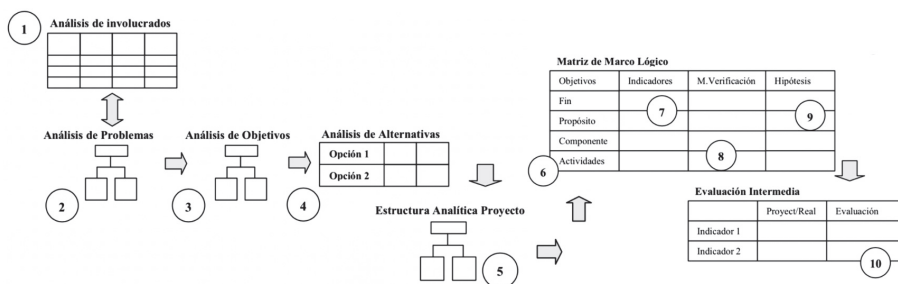 1
Análisis de involucrados
Análisis de Problemas
2
Análisis de Objetivos
3
Análisis de Alternativas
Opción 1
Opción 2
4
Estructura Analítica Proyecto
5
Matriz de Marco Lógico
Objetivos Indicadores M.Verificación Hipótesis
Fin
Propósito
Componente
Actividades
6
7
8
9
Evaluación Intermedia
Proyect/Real Evaluación
Indicador 1
Indicador 2
10